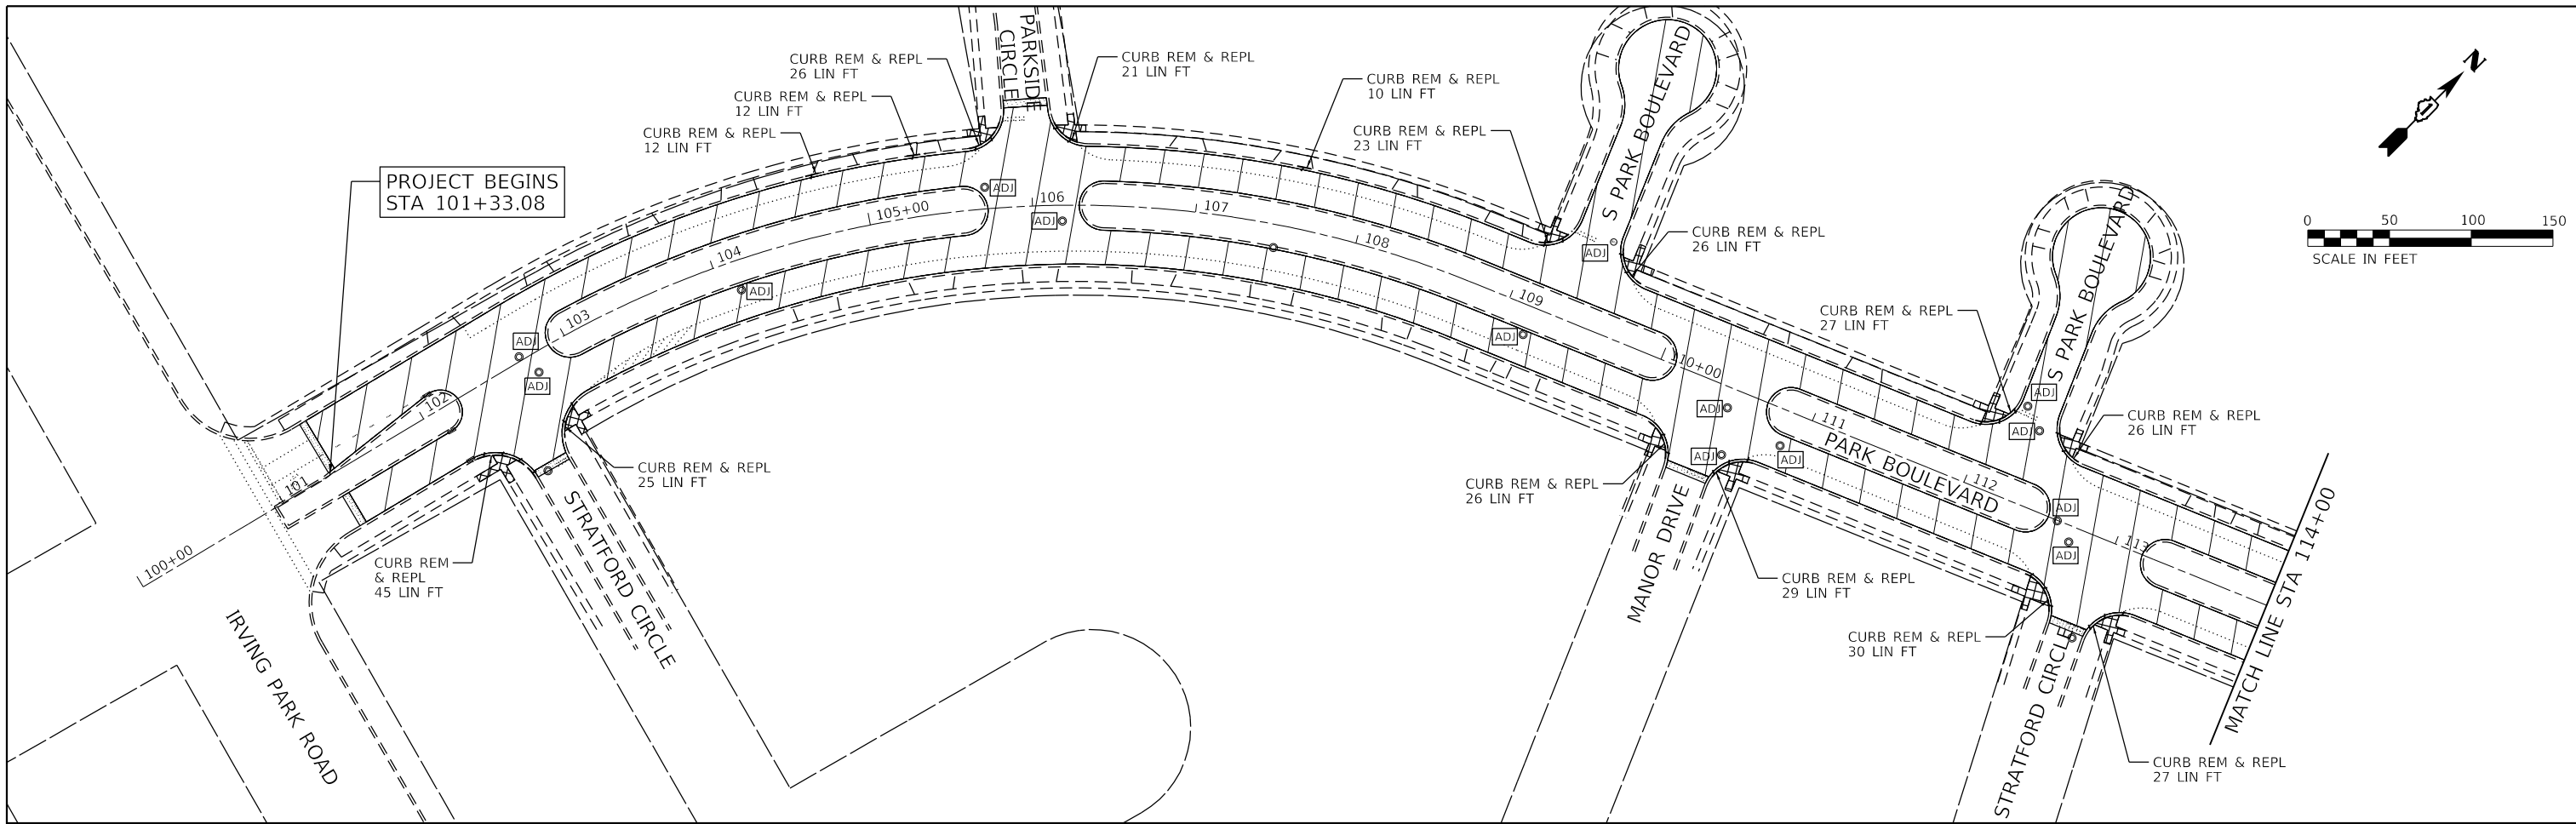 PARKSIDE
CIRCLE
CURB REM & REPL
26 LIN FT
CURB REM & REPL
21 LIN FT
CURB REM & REPL
12 LIN FT
CURB REM & REPL
12 LIN FT
CURB REM & REPL
10 LIN FT
CURB REM & REPL
23 LIN FT
S PARK BOULEVARD
N
PROJECT BEGINS
STA 101+33.08
CURB REM & REPL
26 LIN FT
0 50 100 150
SCALE IN FEET
CURB REM & REPL
27 LIN FT
S PARK BOULEVARD
CURB REM & REPL
26 LIN FT
100+00
101
102
103
104
105+00
106
107
108
109
110+00
111
112
113
ADJ
ADJ
ADJ
ADJ
ADJ
ADJ
ADJ
ADJ
ADJ
ADJ
ADJ
ADJ
ADJ
ADJ
PARK BOULEVARD
CURB REM & REPL
25 LIN FT
CURB REM
& REPL
45 LIN FT
STRATFORD CIRCLE
IRVING PARK ROAD
CURB REM & REPL
26 LIN FT
MANOR DRIVE
CURB REM & REPL
29 LIN FT
CURB REM & REPL
30 LIN FT
STRATFORD CIRCLE
CURB REM & REPL
27 LIN FT
MATCH LINE STA 114+00